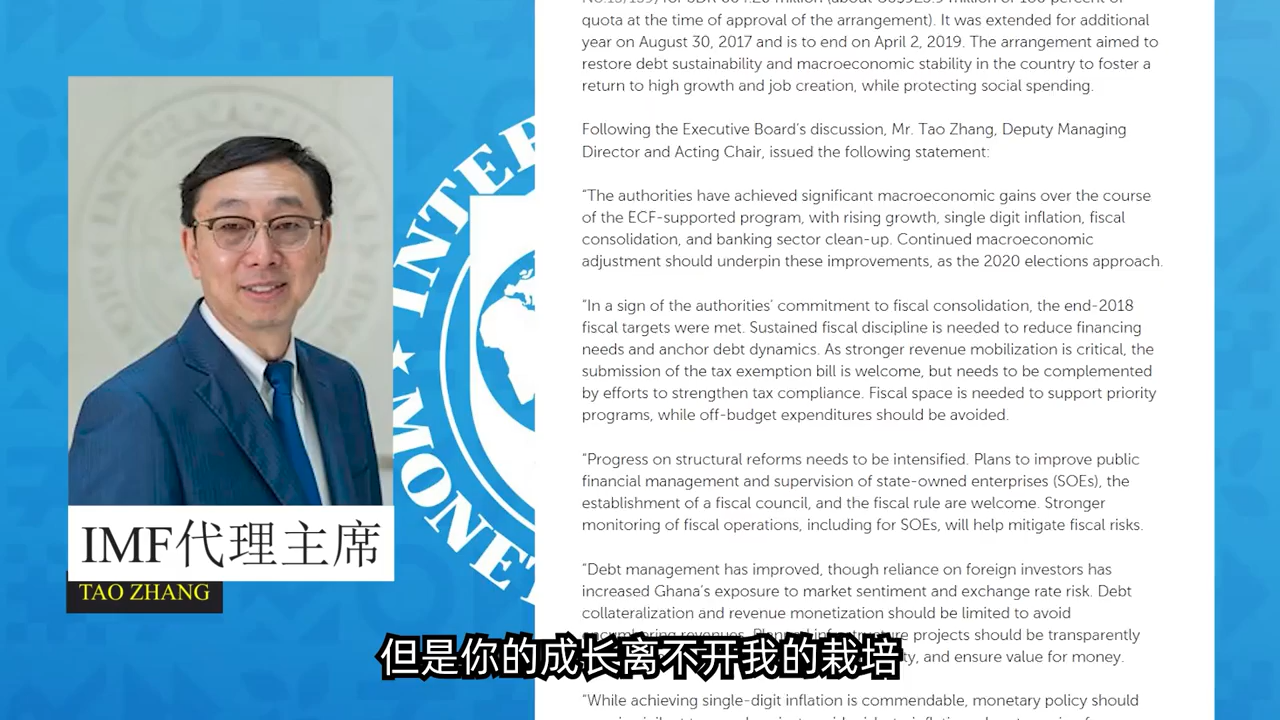 INTER
MONET
IMF代理主席
TAO ZHANG
quota at the time of approval of the arrangement). It was extended for additional
year on August 30, 2017 and is to end on April 2, 2019. The arrangement aimed to
restore debt sustainability and macroeconomic stability in the country to foster a
return to high growth and job creation, while protecting social spending.
Following the Executive Board’s discussion, Mr. Tao Zhang, Deputy Managing
Director and Acting Chair, issued the following statement:
“The authorities have achieved significant macroeconomic gains over the course
of the ECF-supported program, with rising growth, single digit inflation, fiscal
consolidation, and banking sector clean-up. Continued macroeconomic
adjustment should underpin these improvements, as the 2020 elections approach.
“In a sign of the authorities’ commitment to fiscal consolidation, the end-2018
fiscal targets were met. Sustained fiscal discipline is needed to reduce financing
needs and anchor debt dynamics. As stronger revenue mobilization is critical, the
submission of the tax exemption bill is welcome, but needs to be complemented
by efforts to strengthen tax compliance. Fiscal space is needed to support priority
programs, while off-budget expenditures should be avoided.
“Progress on structural reforms needs to be intensified. Plans to improve public
financial management and supervision of state-owned enterprises (SOEs), the
establishment of a fiscal council, and the fiscal rule are welcome. Stronger
monitoring of fiscal operations, including for SOEs, will help mitigate fiscal risks.
“Debt management has improved, though reliance on foreign investors has
increased Ghana’s exposure to market sentiment and exchange rate risk. Debt
collateralization and revenue monetization should be limited to avoid
projects should be transparently
, and ensure value for money.
“While achieving single-digit inflation is commendable, monetary policy should
但是你的成长离不开我的栽培